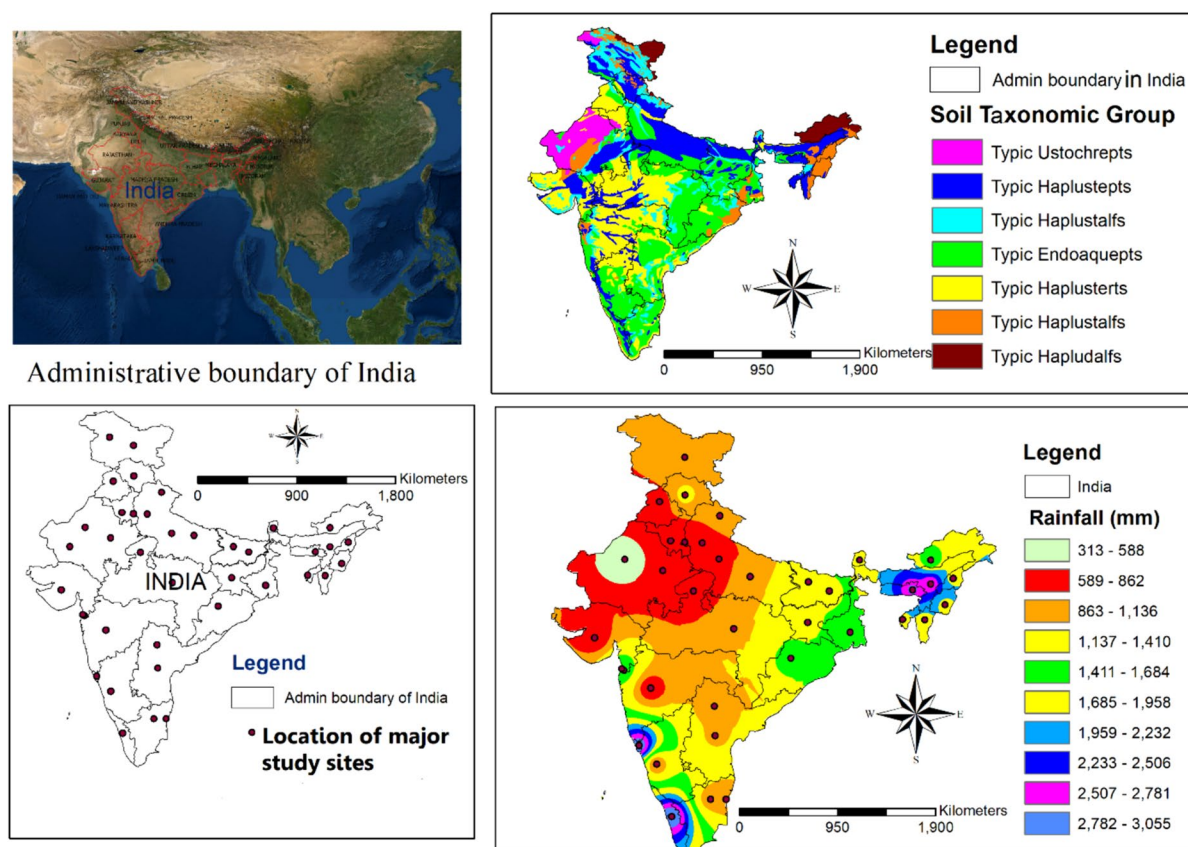 India
Administrative boundary of India
Legend
Admin boundary in India
Soil Taxonomic Group
Typic Ustochrepts
Typic Haplustepts
Typic Haplustalfs
Typic Endoaquepts
Typic Haplusterts
Typic Haplustalfs
Typic Hapludalfs
N
W E
S
Kilometers
0 950 1,900
N
W E
S
Kilometers
0 900 1,800
INDIA
Legend
Admin boundary of India
Location of major
study sites
Legend
India
Rainfall (mm)
313 - 588
589 - 862
863 - 1,136
1,137 - 1,410
1,411 - 1,684
1,685 - 1,958
1,959 - 2,232
2,233 - 2,506
2,507 - 2,781
2,782 - 3,055
N
W E
S
Kilometers
0 950 1,900